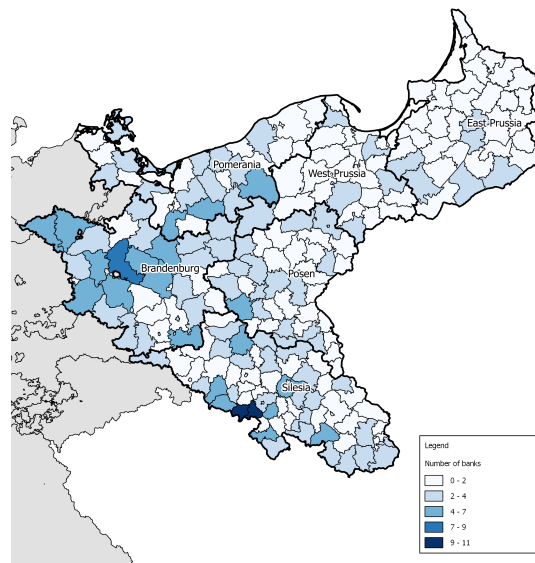 East Prussia
Pomerania
West Prussia
Brandenburg
Posen
Silesia
Legend
Number of banks
0 - 2
2 - 4
4 - 7
7 - 9
9 - 11